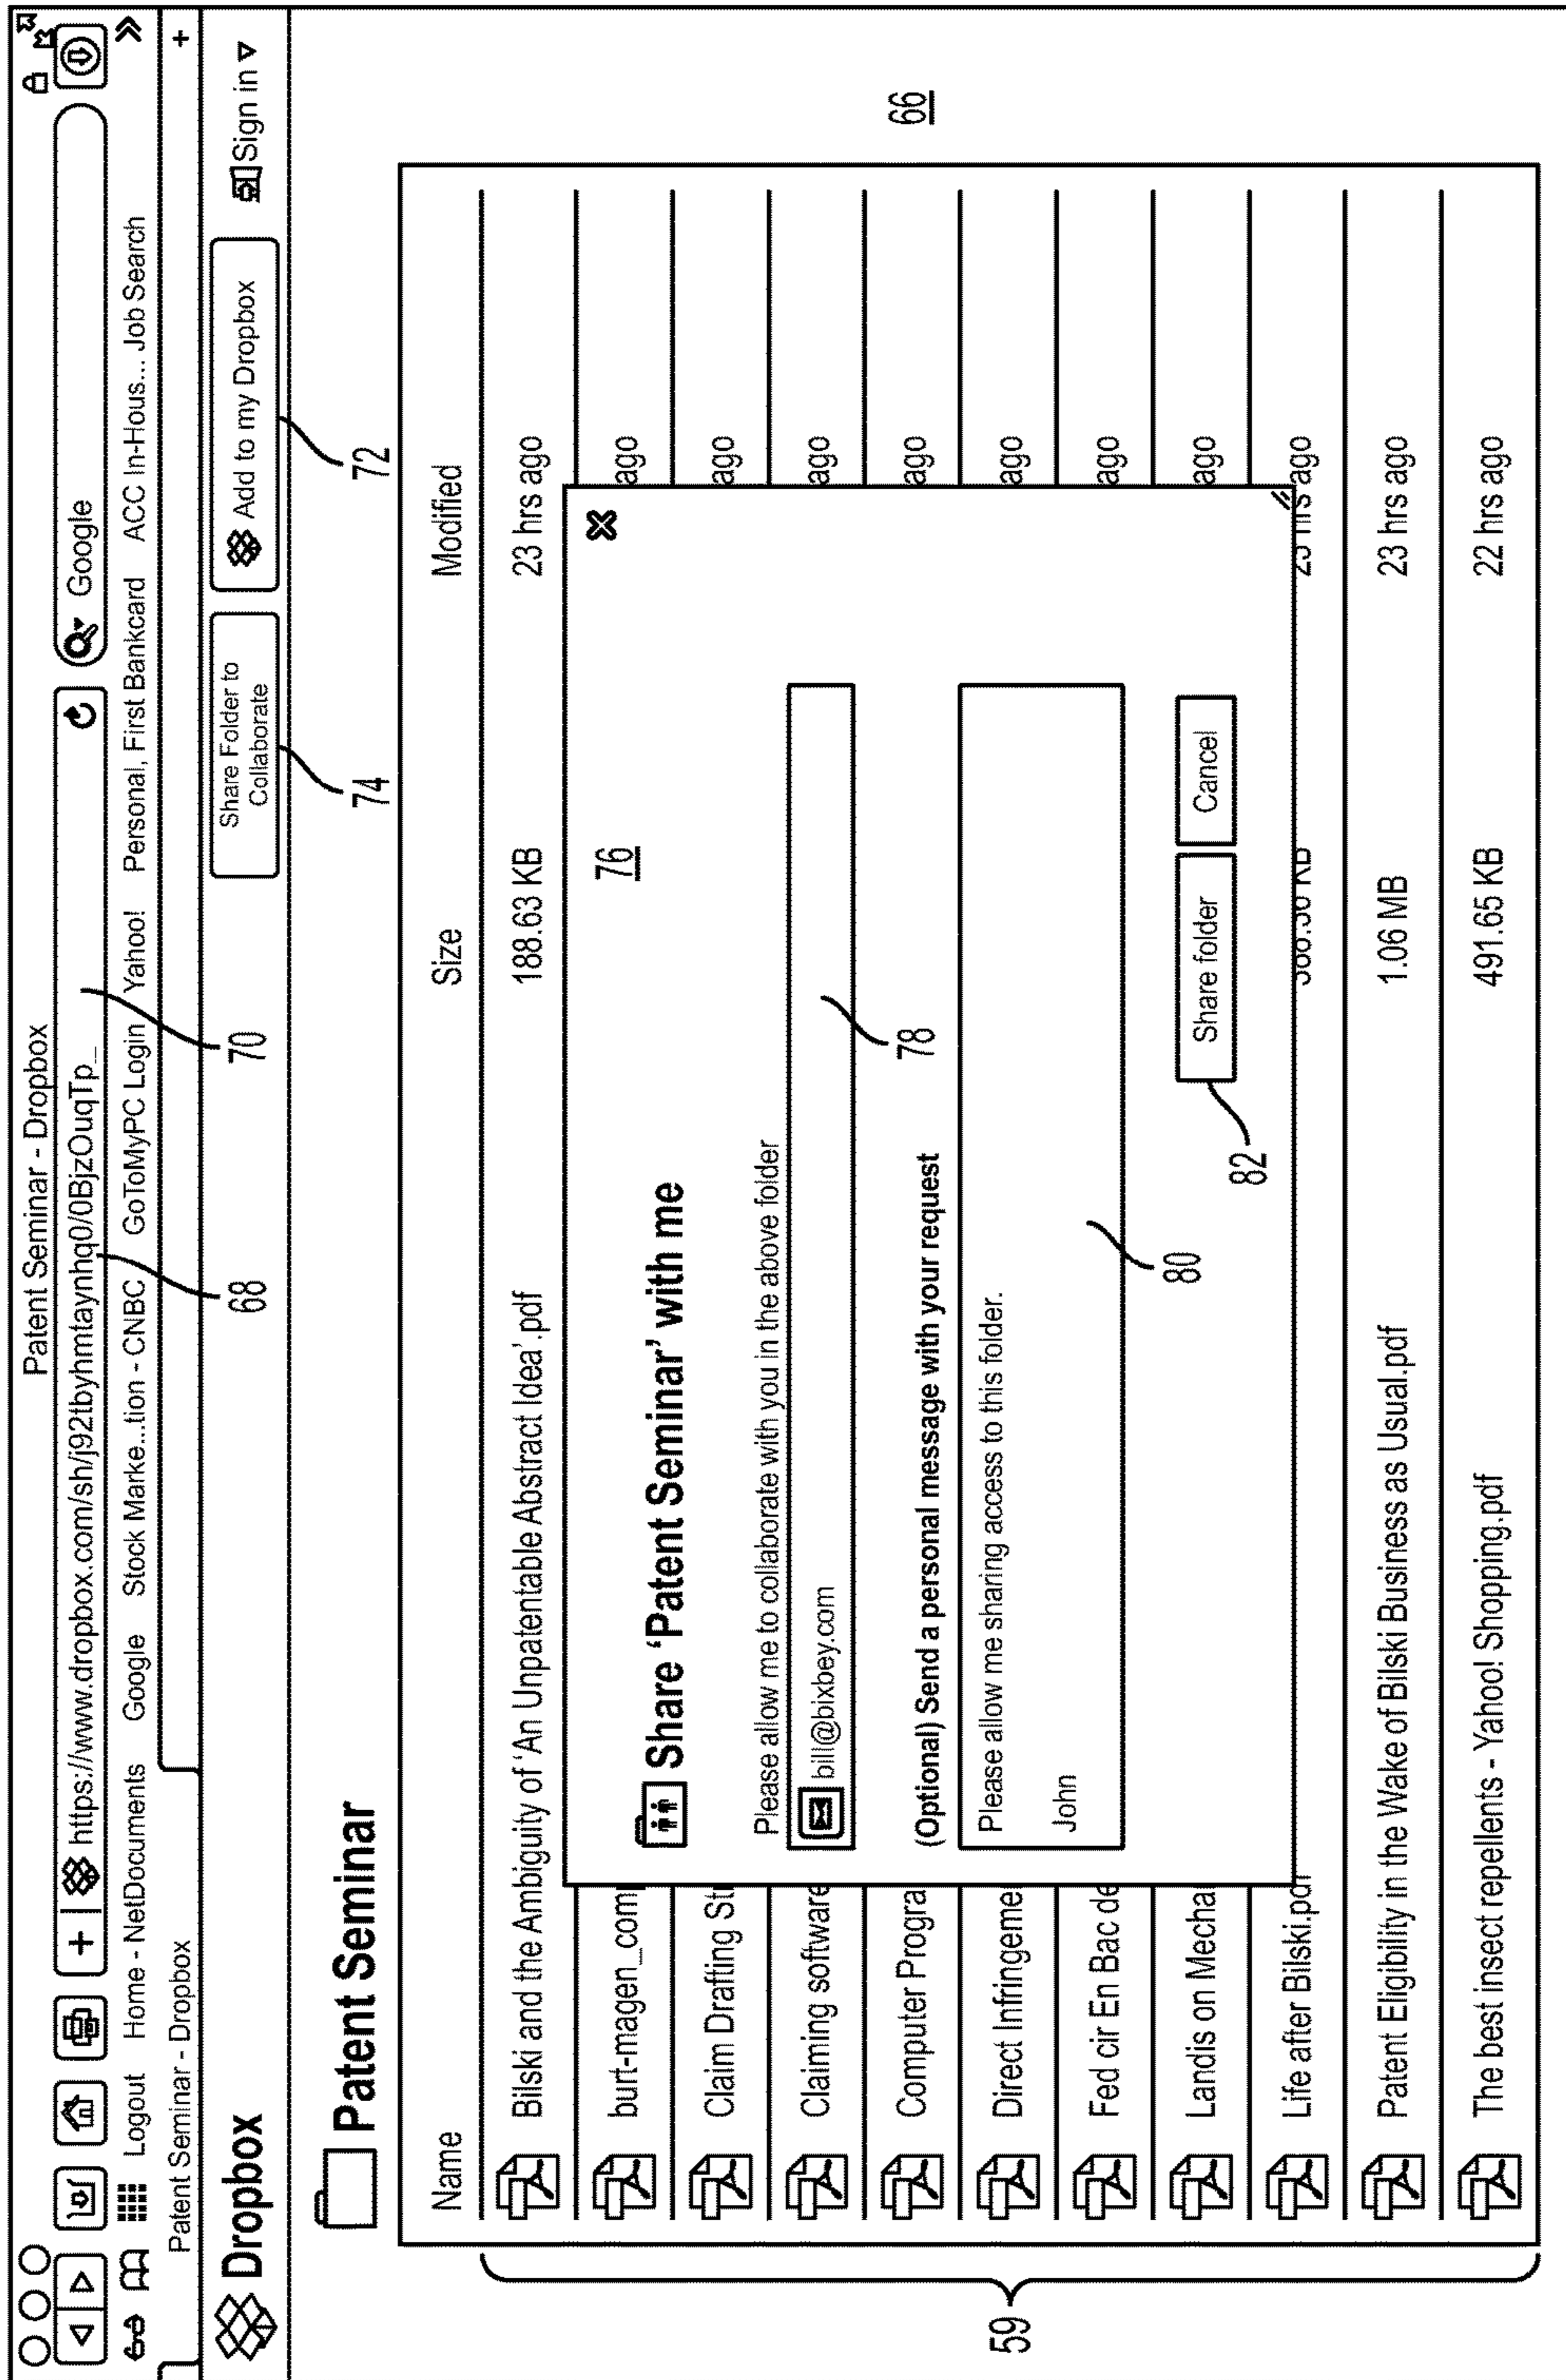 Patent Seminar - Dropbox
+ https://www.dropbox.com/sh/j92tbyhmtaynhq0/0BjzOuqTp_ Google
Logout Home - NetDocuments Google Stock Marke...tion - CNBC GoToMyPC Login Yahoo! Personal, First Bankcard ACC In-Hous... Job Search
Patent Seminar - Dropbox +
68 70
Dropbox Share Folder to Collaborate Add to my Dropbox Sign in
74 72
Patent Seminar
66
Name Size Modified
Bilski and the Ambiguity of 'An Unpatentable Abstract Idea'.pdf 188.63 KB 23 hrs ago
burt-magen_com ago
Claim Drafting ago
Claiming software ago
Computer Progra ago
Direct Infringeme ago
Fed cir En Bac de ago
Landis on Mecha ago
Life after Bilski.pdf hrs ago
Patent Eligibility in the Wake of Bilski Business as Usual.pdf 1.06 MB 23 hrs ago
The best insect repellents - Yahoo! Shopping.pdf 491.65 KB 22 hrs ago
59
76
Share 'Patent Seminar' with me
Please allow me to collaborate with you in the above folder
bill@bixbey.com
78
(Optional) Send a personal message with your request
Please allow me sharing access to this folder.
John
80
Share folder Cancel
82